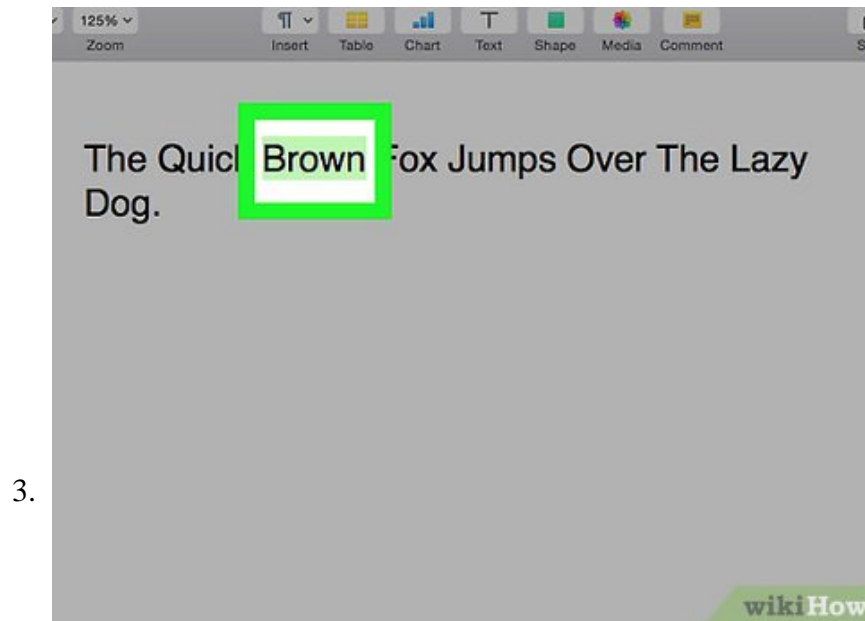 125%
Zoom Insert Table Chart Text Shape Media Comment
The Quick Brown Fox Jumps Over The Lazy
Dog.
3.
wikiHow